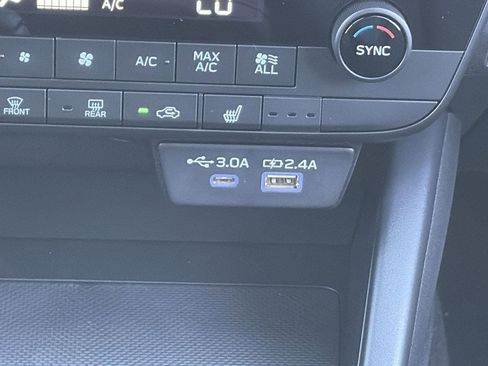 A/C LO
SYNC
A/C MAX A/C ALL
FRONT REAR
3.0A 2.4A